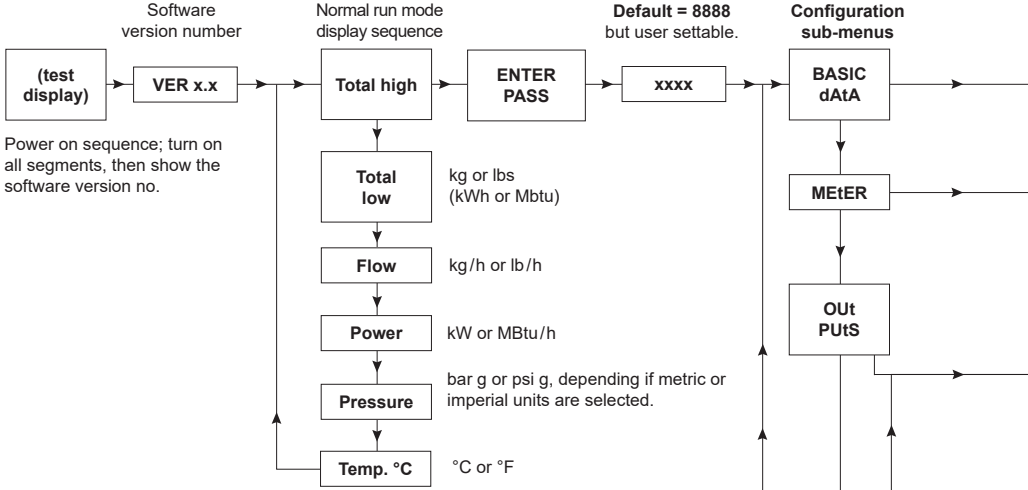 Software
version number
Normal run mode
display sequence
Default = 8888
but user settable.
Configuration
sub-menus
(test
display)
VER x.x
Total high
ENTER
PASS
xxxx
BASIC
dAtA
Power on sequence; turn on
all segments, then show the
software version no.
Total
low
kg or lbs
(kWh or Mbtu)
MEtER
Flow
kg/h or lb/h
OUt
PUtS
Power
kW or MBtu/h
Pressure
bar g or psi g, depending if metric or
imperial units are selected.
Temp. °C
°C or °F